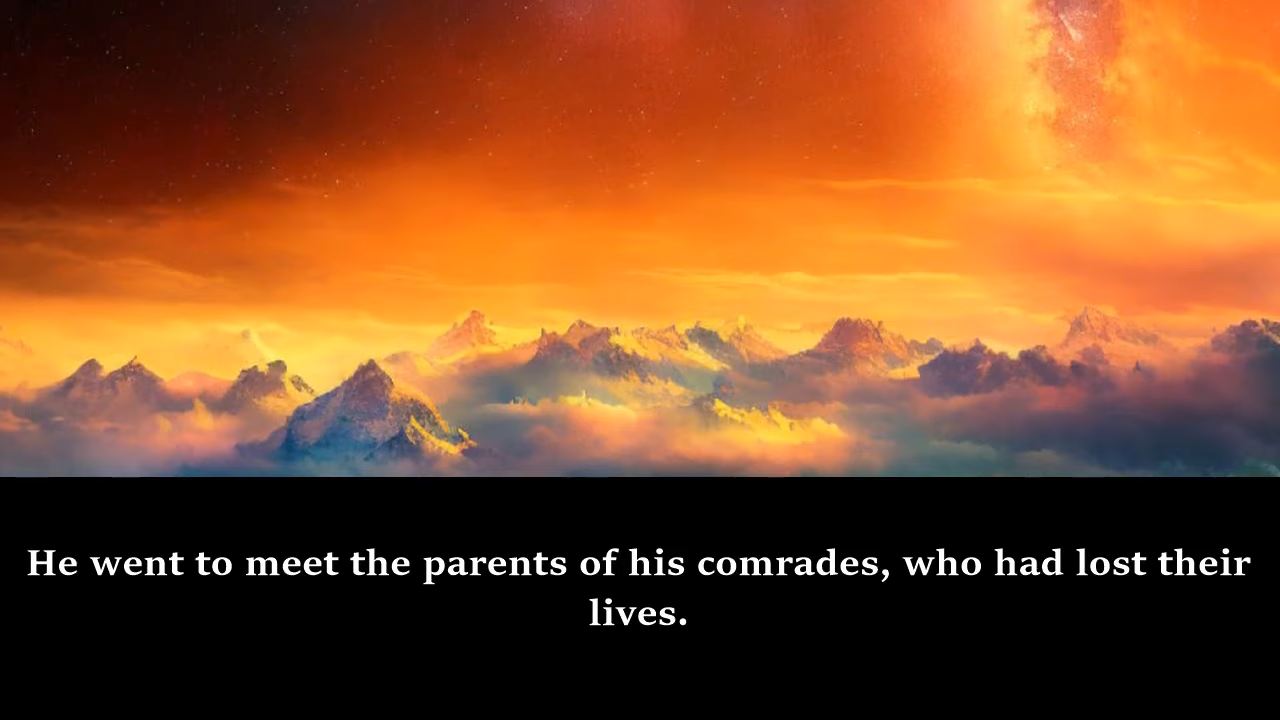 He went to meet the parents of his comrades, who had lost their
lives.